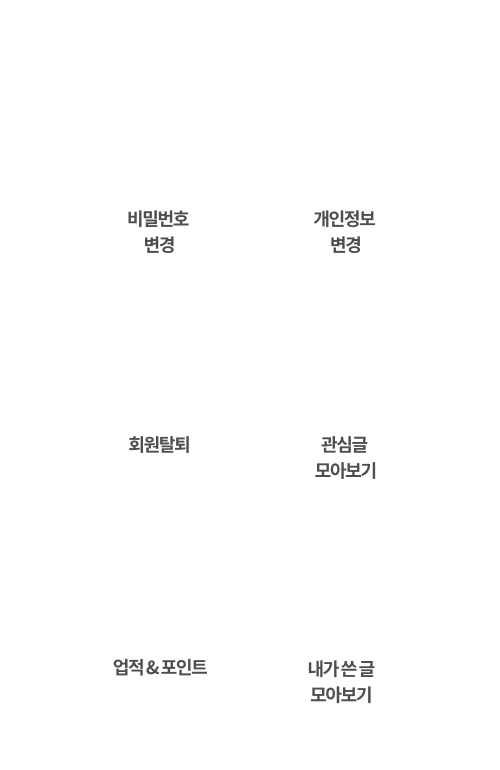 비밀번호
변경
개인정보
변경
회원탈퇴
관심글
모아보기
업적 & 포인트
내가 쓴 글
모아보기